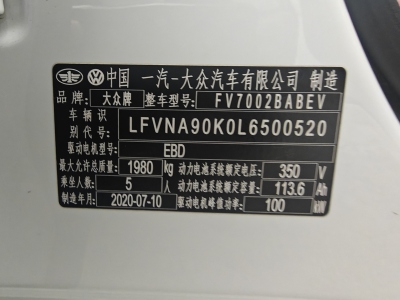 中国 一汽-大众汽车有限公司 制造
品牌: 大众牌 整车型号: FV7002BABEV
车辆识别代号: LFVNA90K0L6500520
驱动电机型号: EBD
最大允许总质量: 1980 kg 动力电池系统额定电压: 350 V
乘坐人数: 5 人 动力电池系统额定容量: 113.6 Ah
制造年月: 2020-07-10 驱动电机峰值功率: 100 kW